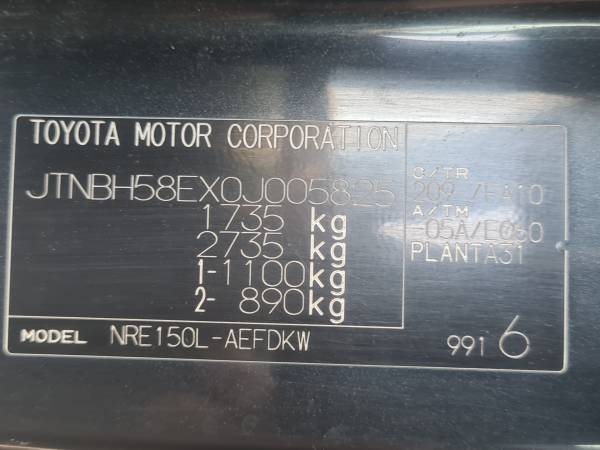 TOYOTA MOTOR CORPORATION
JTNBH58EX0J005825
1735 kg
2735 kg
1-1100kg
2- 890kg
C/TR
209 /FA10
A/TM
-05A/E060
PLANTA31
MODEL NRE150L-AEFDKW
991 6